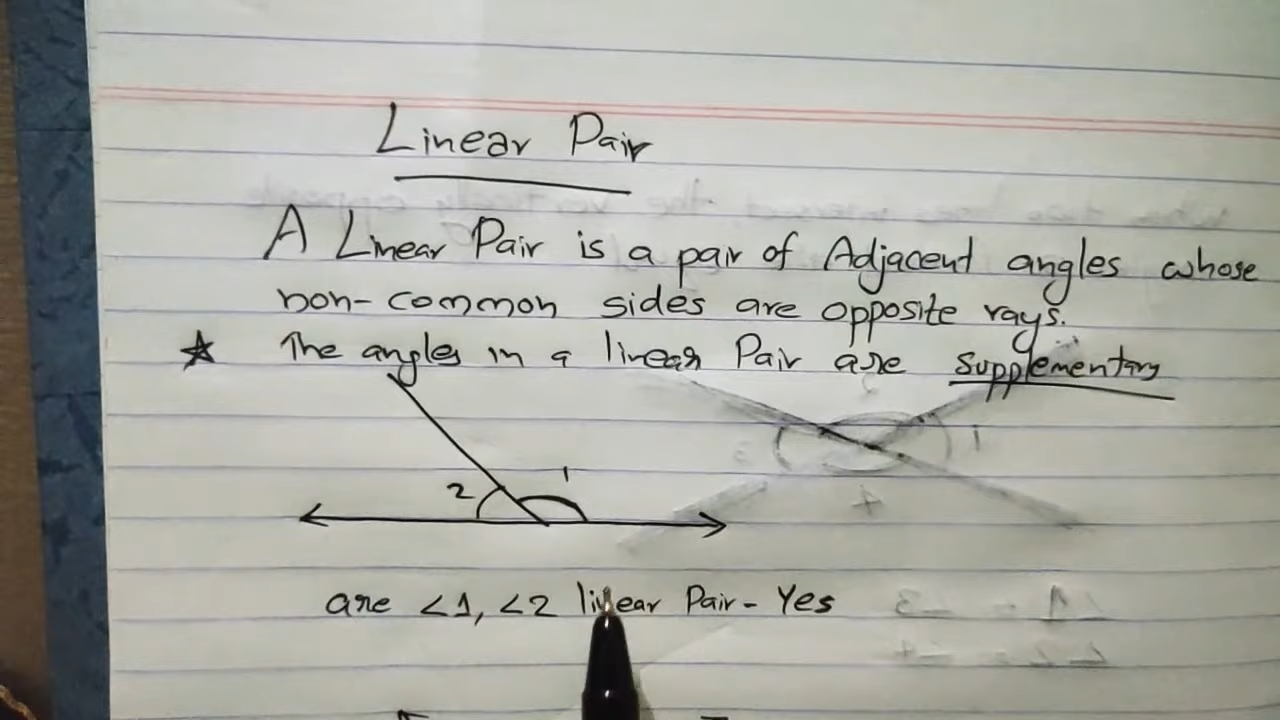 Linear Pair
A Linear Pair is a pair of Adjacent angles whose
non-common sides are opposite rays.
☆ The angles in a linear Pair are supplementary
2 1
are ∠1, ∠2 linear Pair - Yes